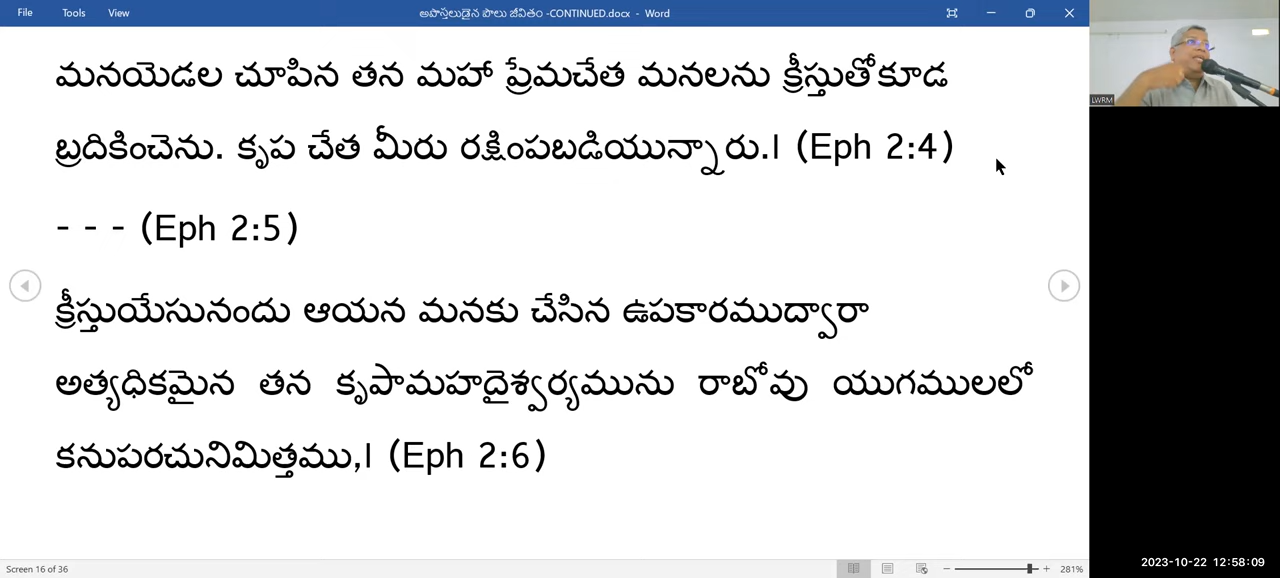 File Tools View అపొస్తలుడైన పౌలు జీవితం -CONTINUED.docx - Word
మనయెడల చూపిన తన మహా ప్రేమచేత మనలను క్రీస్తుతోకూడ
LWRM
బ్రదికించెను. కృప చేత మీరు రక్షింపబడియున్నారు.| (Eph 2:4)
- - - (Eph 2:5)
క్రీస్తుయేసునందు ఆయన మనకు చేసిన ఉపకారముద్వారా
అత్యధికమైన తన కృపామహదైశ్వర్యమును రాబోవు యుగములలో
కనుపరచునిమిత్తము,| (Eph 2:6)
2023-10-22 12:58:09
Screen 16 of 36 281%